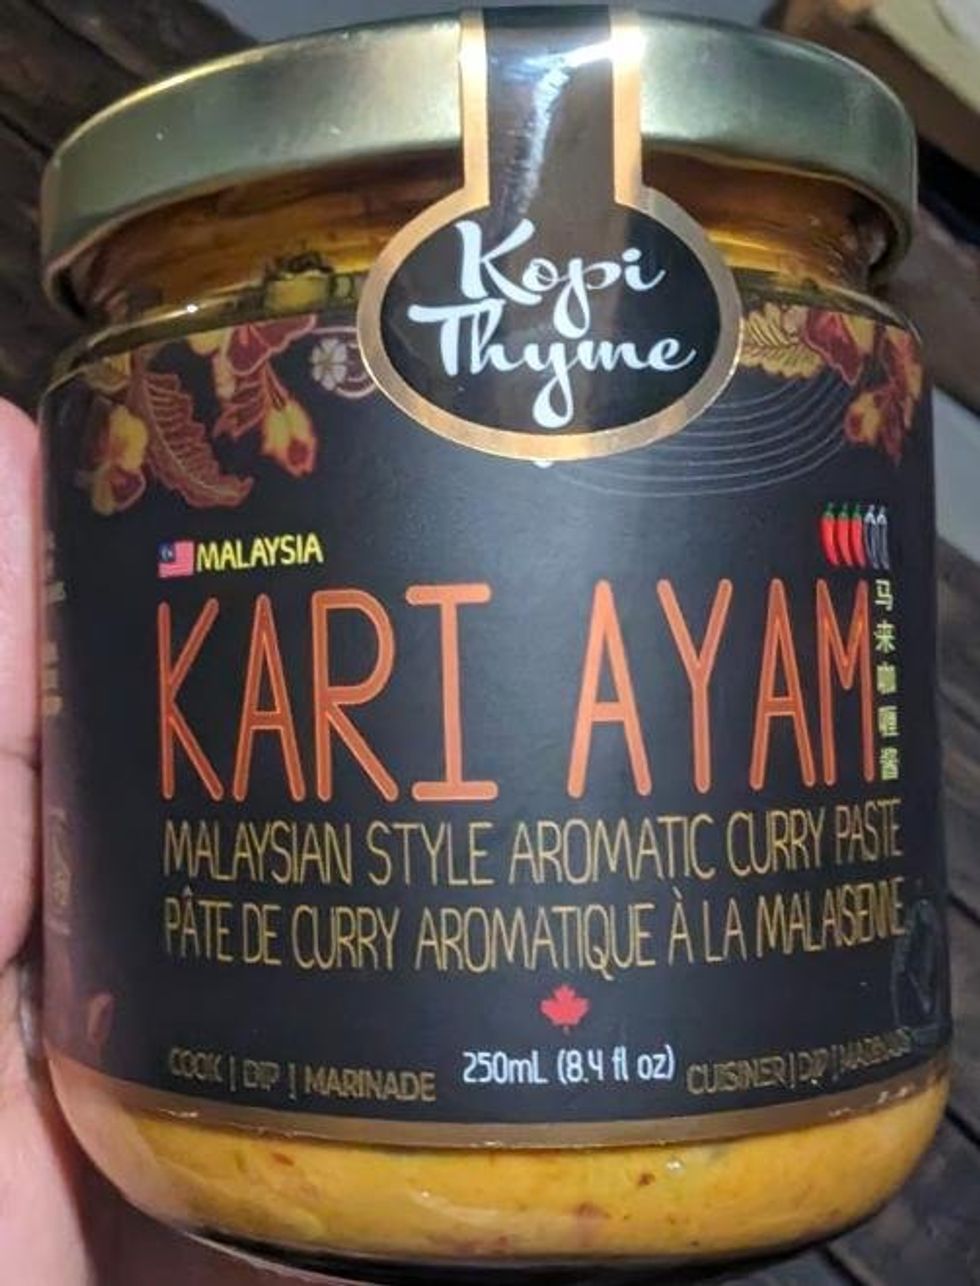 Kopi
Thyme
MALAYSIA
KARI AYAM
马来咖喱酱
MALAYSIAN STYLE AROMATIC CURRY PASTE
PÂTE DE CURRY AROMATIQUE À LA MALAISENNE
COOK | DIP | MARINADE
250mL (8.4 fl oz)
CUISINER | DIP |